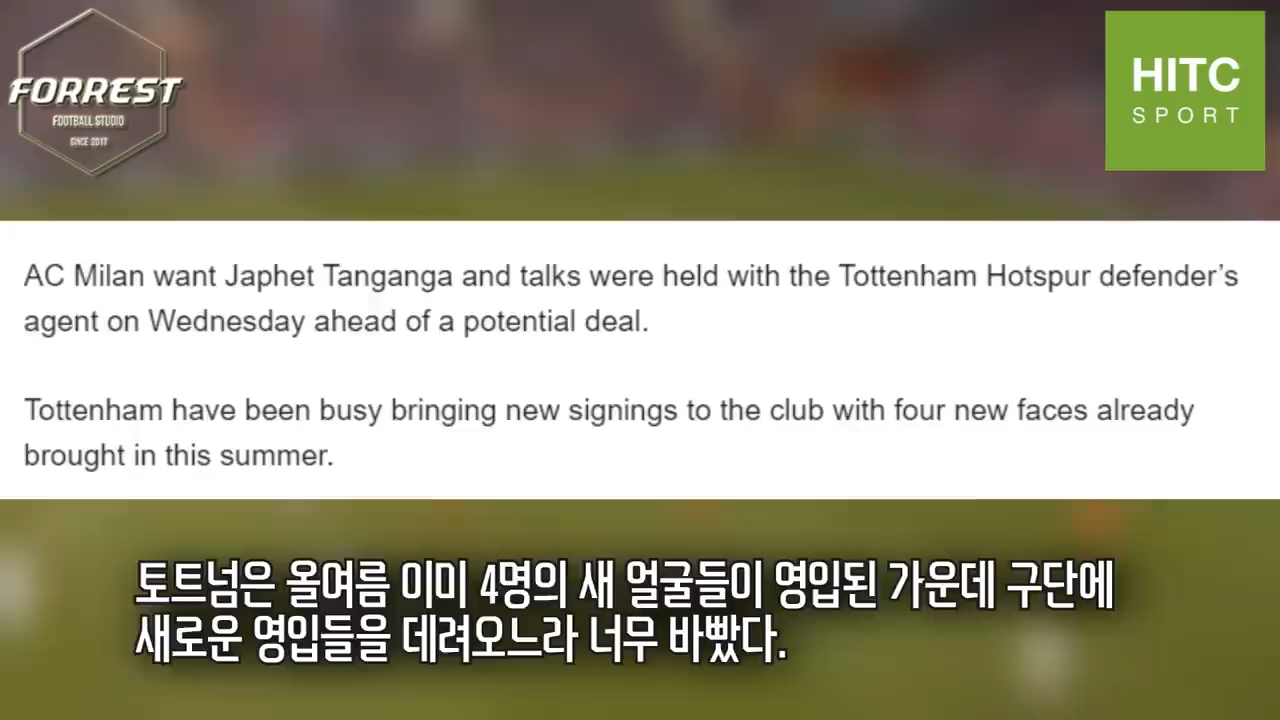 FORREST
FOOTBALL STUDIO
SINCE 2017
HITC
SPORT
AC Milan want Japhet Tanganga and talks were held with the Tottenham Hotspur defender’s
agent on Wednesday ahead of a potential deal.
Tottenham have been busy bringing new signings to the club with four new faces already
brought in this summer.
토트넘은 올여름 이미 4명의 새 얼굴들이 영입된 가운데 구단에
새로운 영입들을 데려오느라 너무 바빴다.